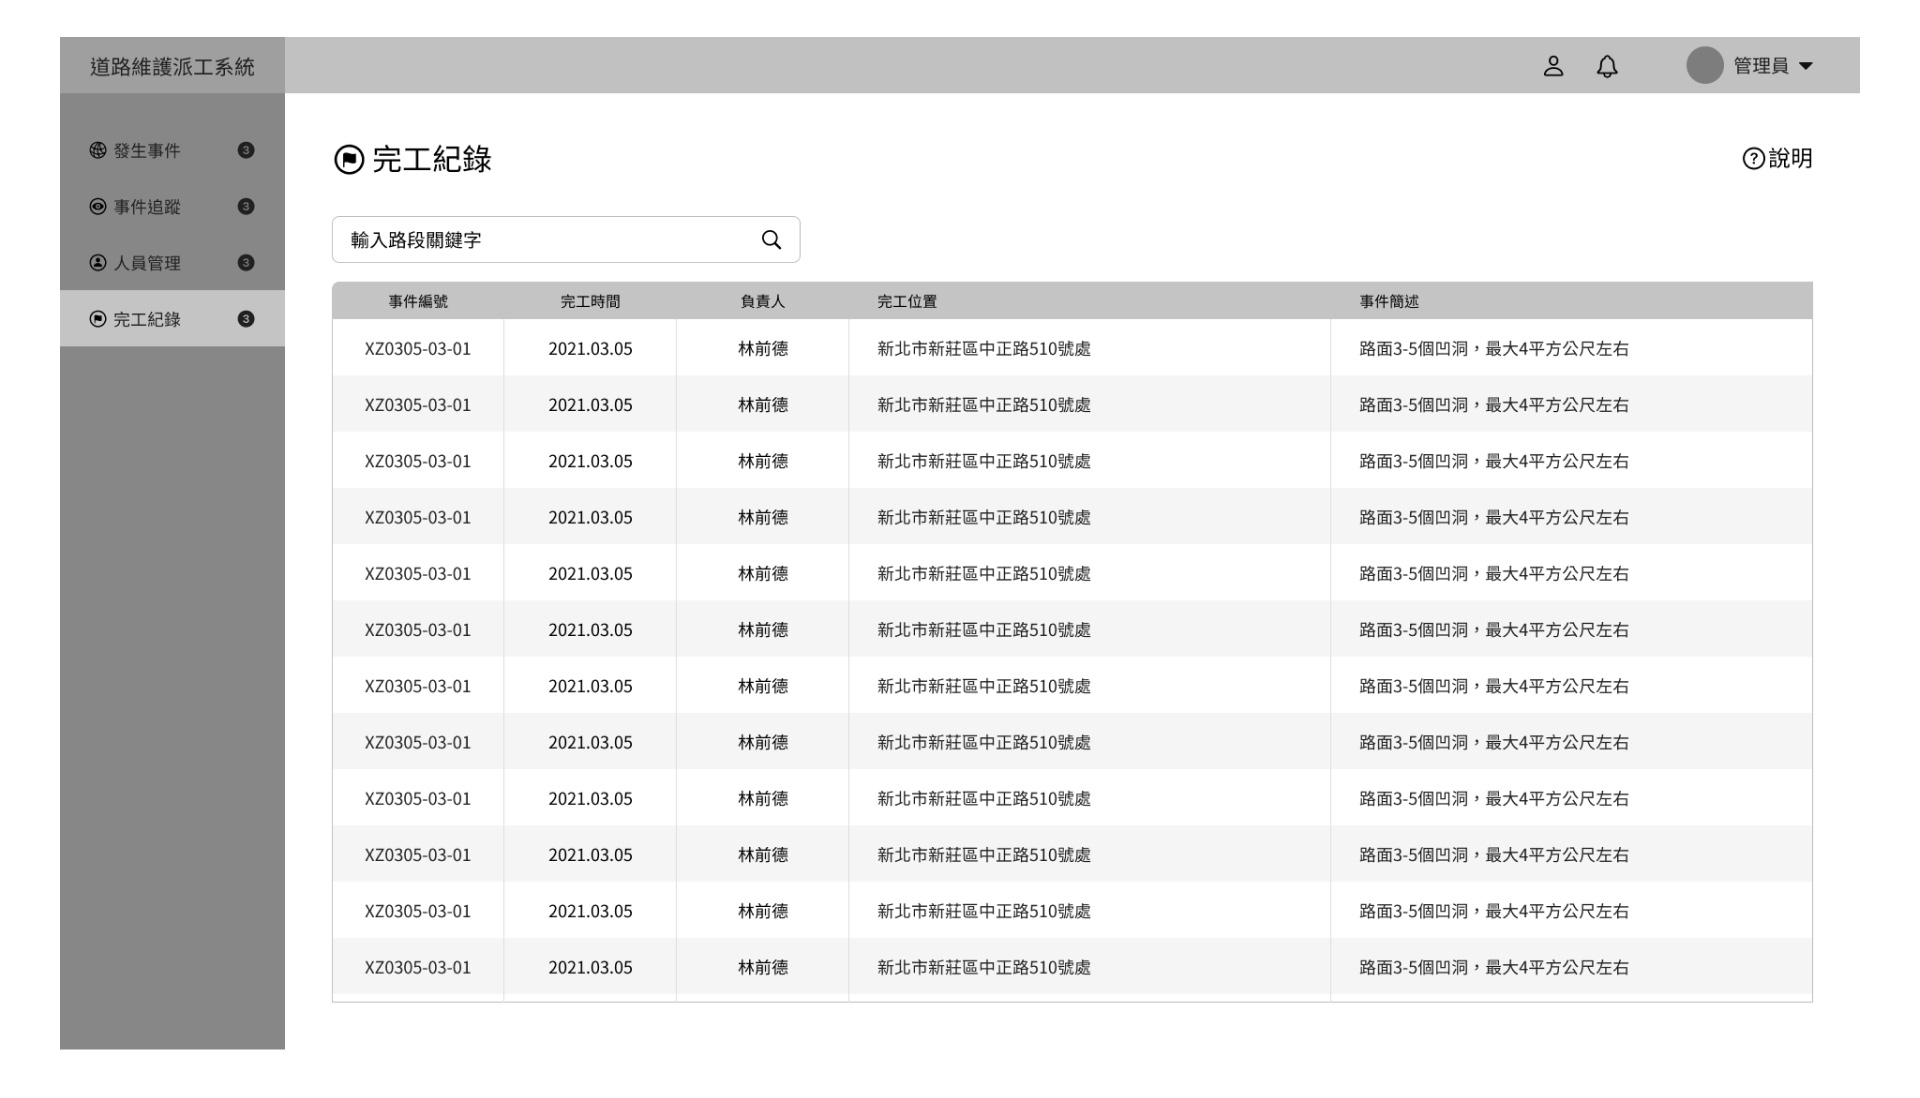 道路維護派工系統
管理員
發生事件 3
事件追蹤 3
人員管理 3
完工紀錄 3
完工紀錄
說明
輸入路段關鍵字
事件編號 完工時間 負責人 完工位置 事件簡述
XZ0305-03-01 2021.03.05 林前德 新北市新莊區中正路510號處 路面3-5個凹洞，最大4平方公尺左右
XZ0305-03-01 2021.03.05 林前德 新北市新莊區中正路510號處 路面3-5個凹洞，最大4平方公尺左右
XZ0305-03-01 2021.03.05 林前德 新北市新莊區中正路510號處 路面3-5個凹洞，最大4平方公尺左右
XZ0305-03-01 2021.03.05 林前德 新北市新莊區中正路510號處 路面3-5個凹洞，最大4平方公尺左右
XZ0305-03-01 2021.03.05 林前德 新北市新莊區中正路510號處 路面3-5個凹洞，最大4平方公尺左右
XZ0305-03-01 2021.03.05 林前德 新北市新莊區中正路510號處 路面3-5個凹洞，最大4平方公尺左右
XZ0305-03-01 2021.03.05 林前德 新北市新莊區中正路510號處 路面3-5個凹洞，最大4平方公尺左右
XZ0305-03-01 2021.03.05 林前德 新北市新莊區中正路510號處 路面3-5個凹洞，最大4平方公尺左右
XZ0305-03-01 2021.03.05 林前德 新北市新莊區中正路510號處 路面3-5個凹洞，最大4平方公尺左右
XZ0305-03-01 2021.03.05 林前德 新北市新莊區中正路510號處 路面3-5個凹洞，最大4平方公尺左右
XZ0305-03-01 2021.03.05 林前德 新北市新莊區中正路510號處 路面3-5個凹洞，最大4平方公尺左右
XZ0305-03-01 2021.03.05 林前德 新北市新莊區中正路510號處 路面3-5個凹洞，最大4平方公尺左右